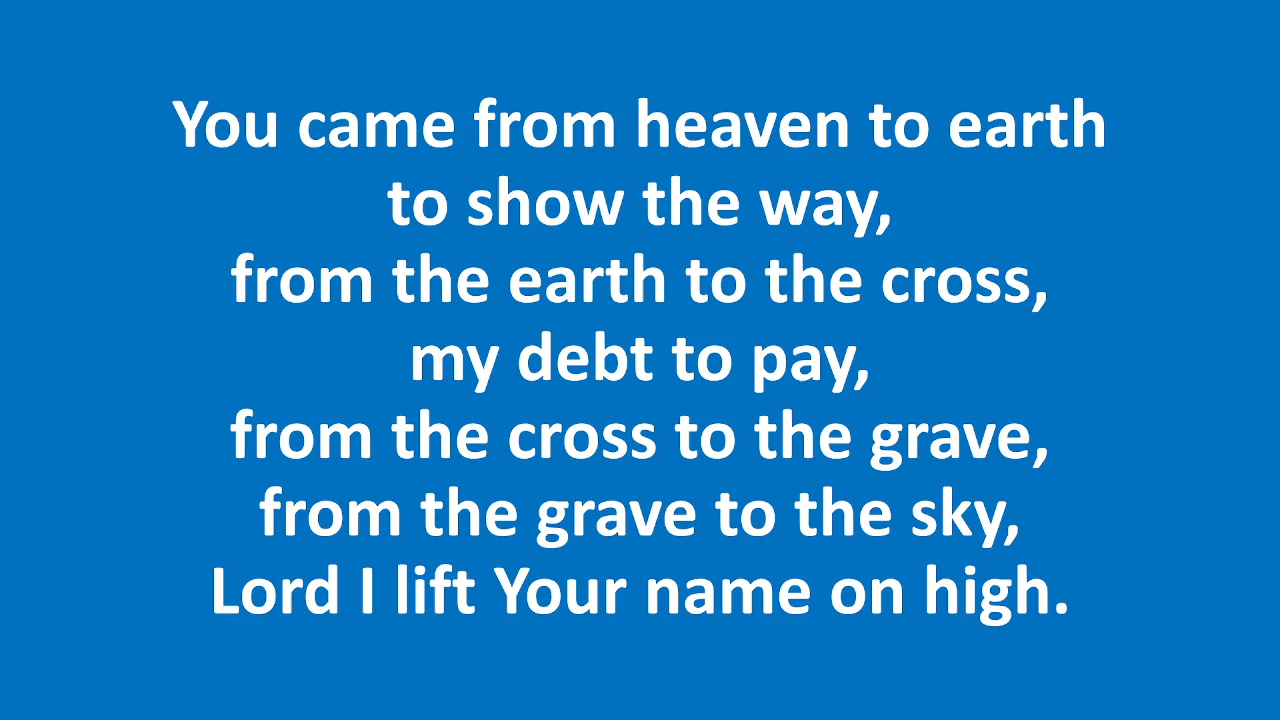 You came from heaven to earth
to show the way,
from the earth to the cross,
my debt to pay,
from the cross to the grave,
from the grave to the sky,
Lord I lift Your name on high.